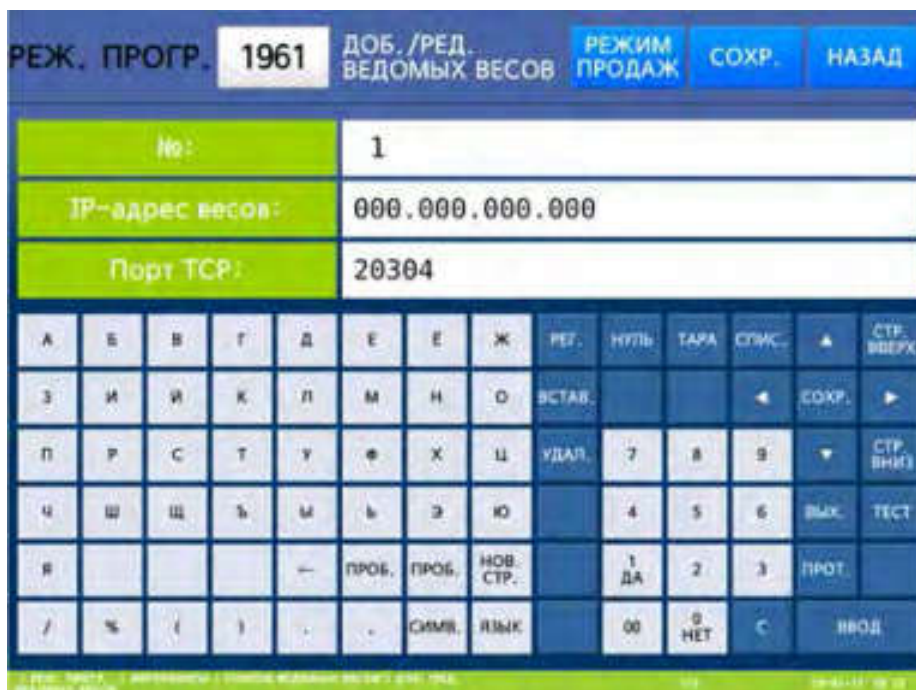 РЕЖ. ПРОГР. 1961 ДОБ./РЕД. ВЕДОМЫХ ВЕСОВ РЕЖИМ ПРОДАЖ СОХР. НАЗАД
№: 1
IP-адрес весов: 000.000.000.000
Порт TCP: 20304
А Б В Г Д Е Ё Ж РЕГ. НУЛЬ ТАРА СПИС. ▲ СТР. ВВЕРХ
З И Й К Л М Н О ВСТАВ. ◄ СОХР. ►
П Р С Т У Ф Х Ц УДАЛ. 7 8 9 ▼ СТР. ВНИЗ
Ч Ш Щ Ъ Ы Ь Э Ю 4 5 6 ВЫХ. ТЕСТ
Я ← ПРОБ. ПРОБ. НОВ. СТР. 1 ДА 2 3 ПРОТ.
/ % ( ) СИМВ. ЯЗЫК 00 0 НЕТ С ВВОД